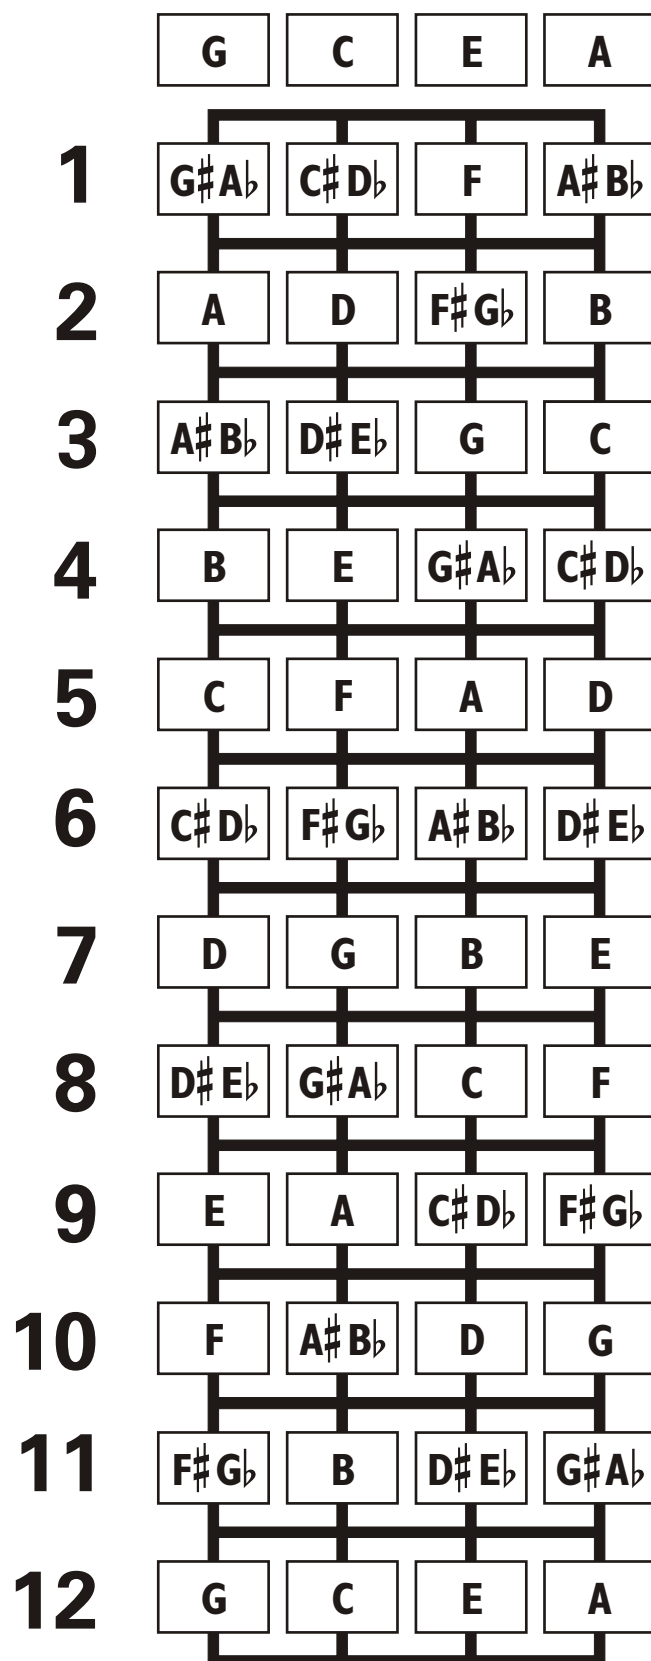 G C E A
1 G♯A♭ C♯D♭ F A♯B♭
2 A D F♯G♭ B
3 A♯B♭ D♯E♭ G C
4 B E G♯A♭ C♯D♭
5 C F A D
6 C♯D♭ F♯G♭ A♯B♭ D♯E♭
7 D G B E
8 D♯E♭ G♯A♭ C F
9 E A C♯D♭ F♯G♭
10 F A♯B♭ D G
11 F♯G♭ B D♯E♭ G♯A♭
12 G C E A